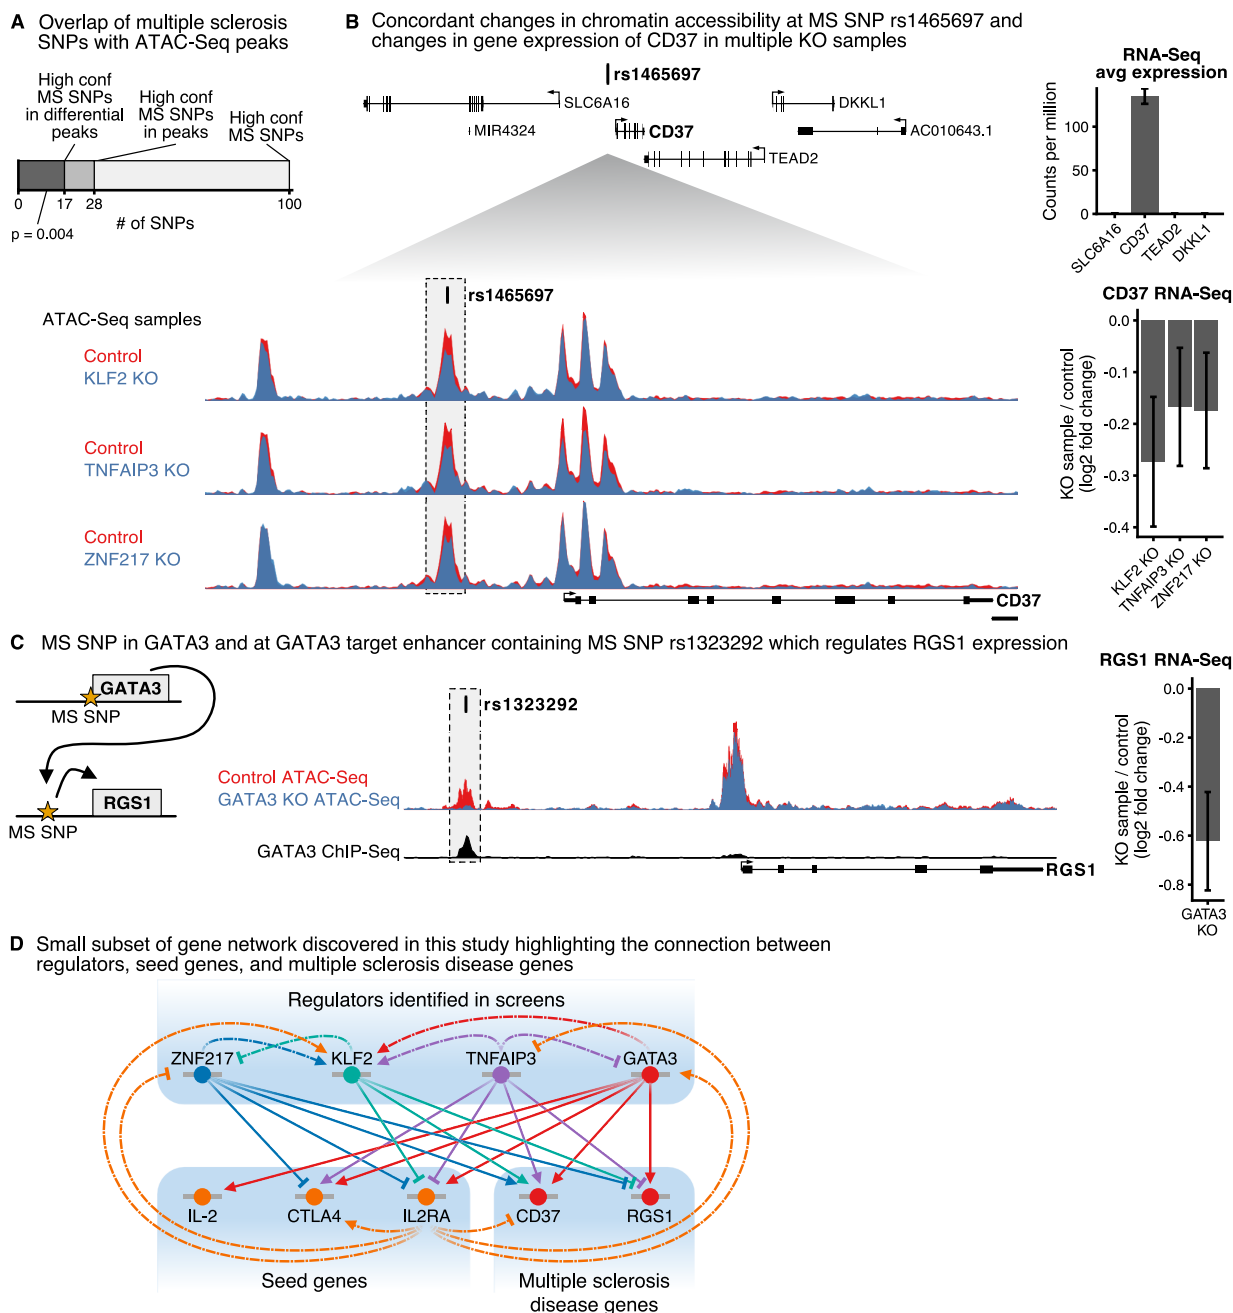 A Overlap of multiple sclerosis
SNPs with ATAC-Seq peaks
High conf
MS SNPs
in differential
peaks
High conf
MS SNPs
in peaks
High conf
MS SNPs
0 17 28 100
p = 0.004
# of SNPs
B Concordant changes in chromatin accessibility at MS SNP rs1465697 and
changes in gene expression of CD37 in multiple KO samples
rs1465697
SLC6A16
DKKL1
MIR4324
CD37
AC010643.1
TEAD2
RNA-Seq
avg expression
Counts per million
100
50
0
SLC6A16
CD37
TEAD2
DKKL1
rs1465697
ATAC-Seq samples
Control
KLF2 KO
Control
TNFAIP3 KO
Control
ZNF217 KO
CD37
CD37 RNA-Seq
KO sample / control
(log2 fold change)
0.0
-0.1
-0.2
-0.3
-0.4
KLF2 KO
TNFAIP3 KO
ZNF217 KO
C MS SNP in GATA3 and at GATA3 target enhancer containing MS SNP rs1323292 which regulates RGS1 expression
GATA3
MS SNP
RGS1
MS SNP
rs1323292
Control ATAC-Seq
GATA3 KO ATAC-Seq
GATA3 ChIP-Seq
RGS1
RGS1 RNA-Seq
KO sample / control
(log2 fold change)
0.0
-0.2
-0.4
-0.6
-0.8
GATA3
KO
D Small subset of gene network discovered in this study highlighting the connection between
regulators, seed genes, and multiple sclerosis disease genes
Regulators identified in screens
ZNF217 KLF2 TNFAIP3 GATA3
IL-2 CTLA4 IL2RA CD37 RGS1
Seed genes
Multiple sclerosis
disease genes